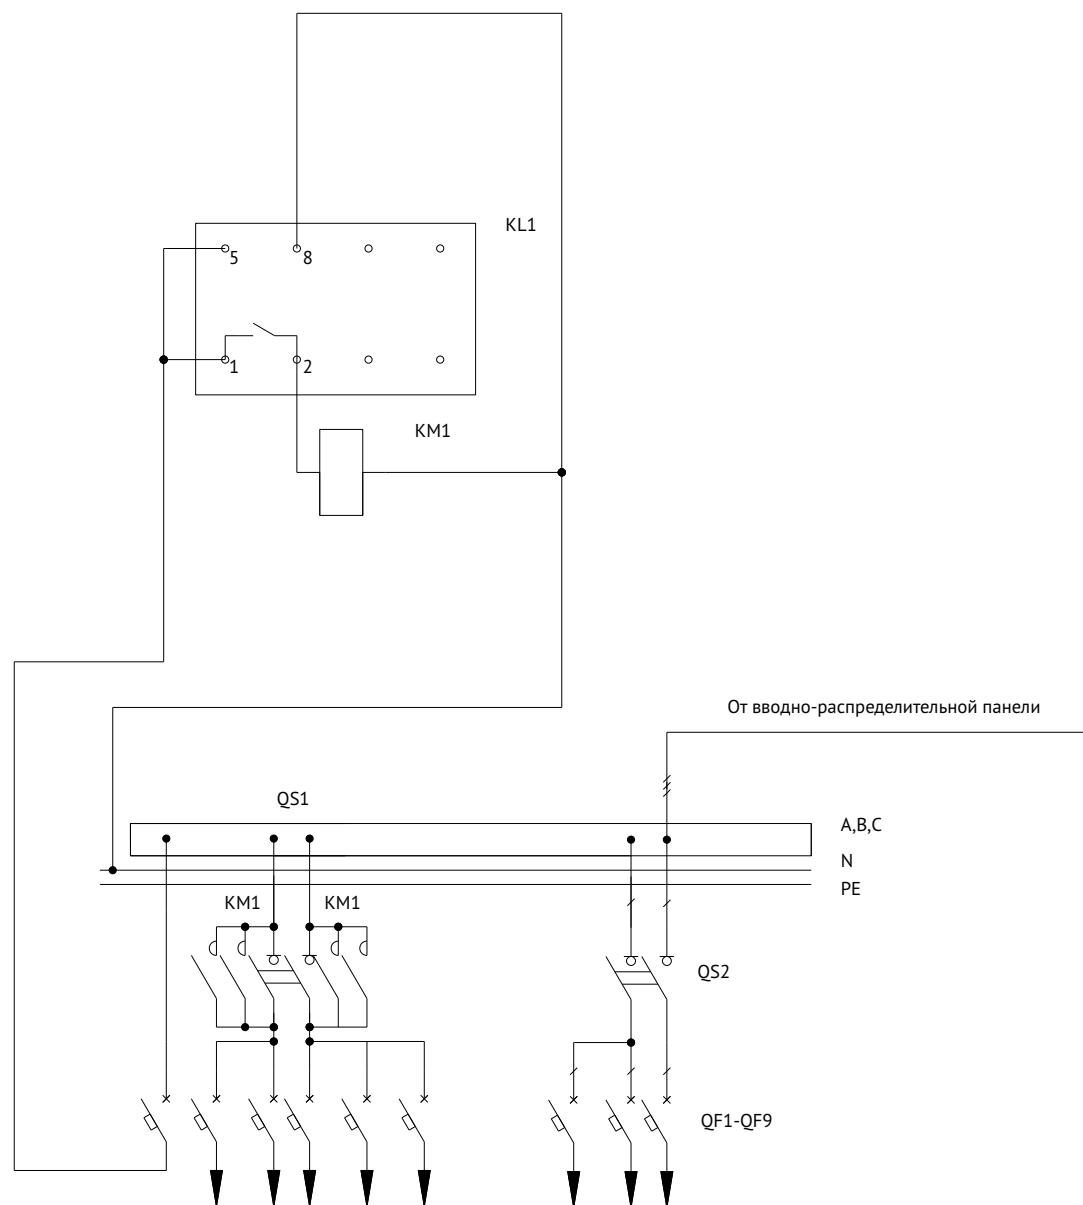 KL1
5
8
1
2
KM1
От вводно-распределительной панели
QS1
A,B,C
N
PE
KM1
KM1
QS2
QF1-QF9